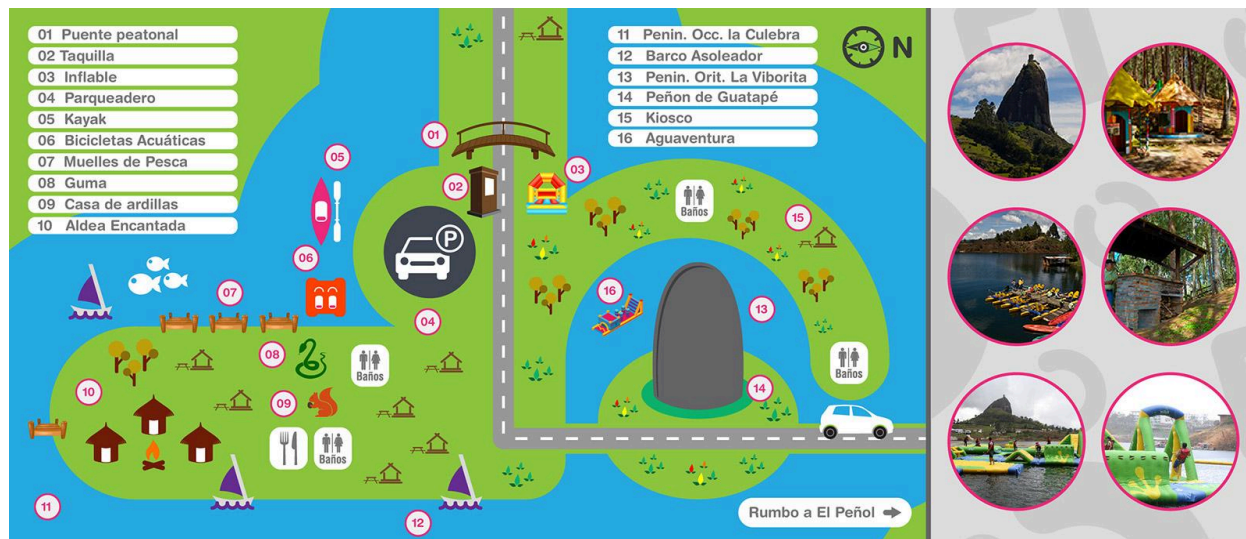 01 Puente peatonal
02 Taquilla
03 Inflable
04 Parqueadero
05 Kayak
06 Bicicletas Acuáticas
07 Muelles de Pesca
08 Guma
09 Casa de ardillas
10 Aldea Encantada
11 Penin. Occ. la Culebra
12 Barco Asoleador
13 Penin. Orit. La Viborita
14 Peñon de Guatapé
15 Kiosco
16 Aguaventura
N
01
02
03
05
Baños
15
P
06
07
16
13
04
08
Baños
Baños
10
09
14
Baños
11
12
Rumbo a El Peñol